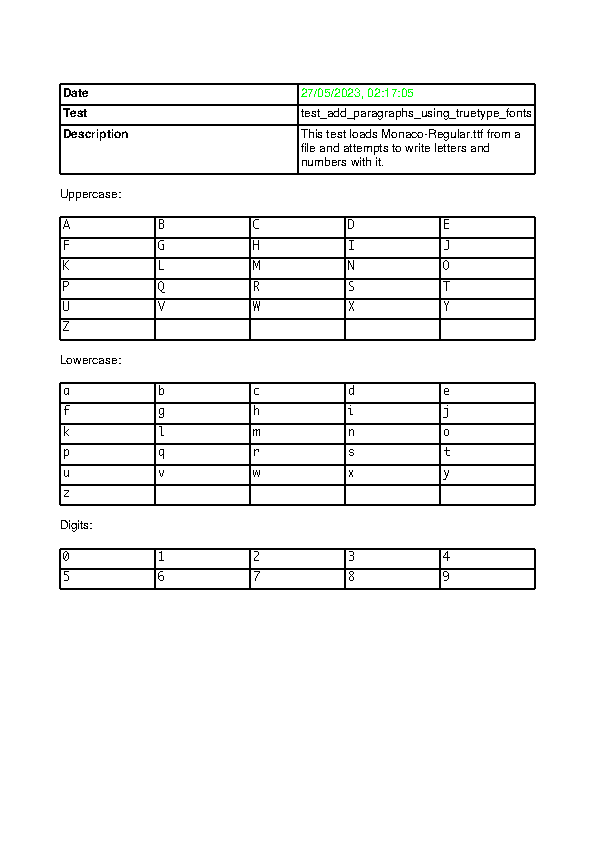 Date 27/05/2023, 02:17:05
Test test_add_paragraphs_using_truetype_fonts
Description This test loads Monaco-Regular.ttf from a
file and attempts to write letters and
numbers with it.
Uppercase:
A B C D E
F G H I J
K L M N O
P Q R S T
U V W X Y
Z
Lowercase:
a b c d e
f g h i j
k l m n o
p q r s t
u v w x y
z
Digits:
0 1 2 3 4
5 6 7 8 9